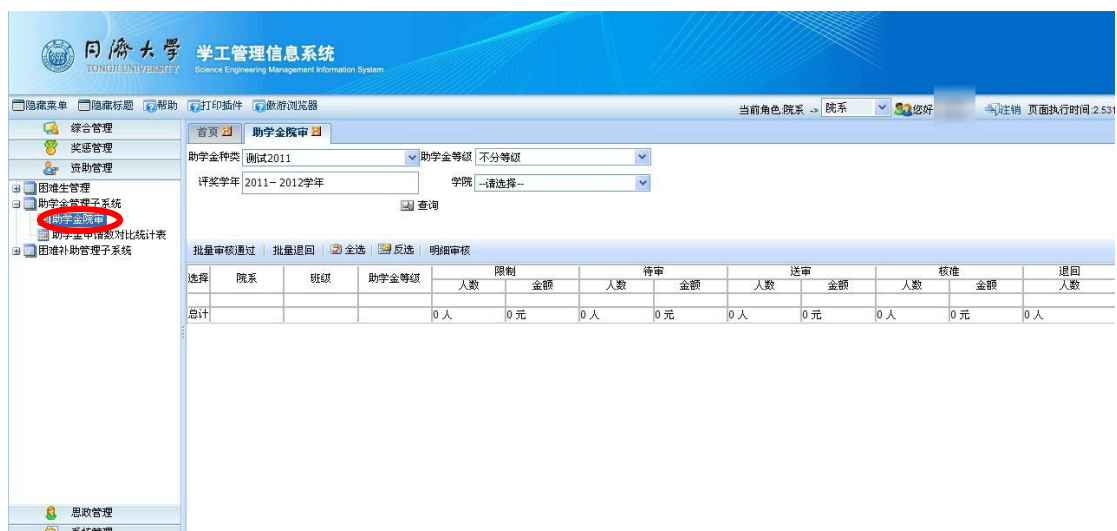 同濟大学 学工管理信息系统
TONGJI UNIVERSITY Science Engineering Management Information System
隐藏菜单 隐藏标题 帮助 打印插件 傲游浏览器 当前角色:院系 -> 院系 您好 注销 页面执行时间:2.531
综合管理
奖惩管理
资助管理
困难生管理
助学金管理子系统
助学金院审
助学金申请数对比统计表
困难补助管理子系统
思政管理
系统管理
首页 助学金院审
助学金种类 测试2011 助学金等级 不分等级
评奖学年 2011-2012学年 学院 --请选择--
查询
批量审核通过 批量退回 全选 反选 明细审核
选择 院系 班级 助学金等级 限制 待审 送审 核准 退回
人数 金额 人数 金额 人数 金额 人数 金额 人数
总计 0 人 0 元 0 人 0 元 0 人 0 元 0 人 0 元 0 人